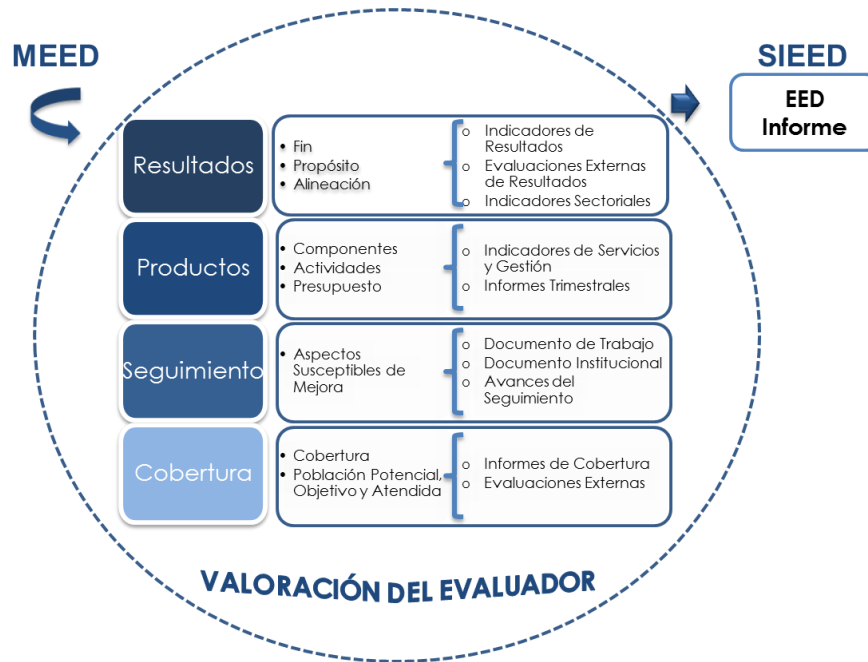 MEED
SIEED
EED
Informe
Resultados
• Fin
• Propósito
• Alineación
o Indicadores de
Resultados
o Evaluaciones Externas
de Resultados
o Indicadores Sectoriales
Productos
• Componentes
• Actividades
• Presupuesto
o Indicadores de Servicios
y Gestión
o Informes Trimestrales
Seguimiento
• Aspectos
Susceptibles de
Mejora
o Documento de Trabajo
o Documento Institucional
o Avances del
Seguimiento
Cobertura
• Cobertura
• Población Potencial,
Objetivo y Atendida
o Informes de Cobertura
o Evaluaciones Externas
VALORACIÓN DEL EVALUADOR